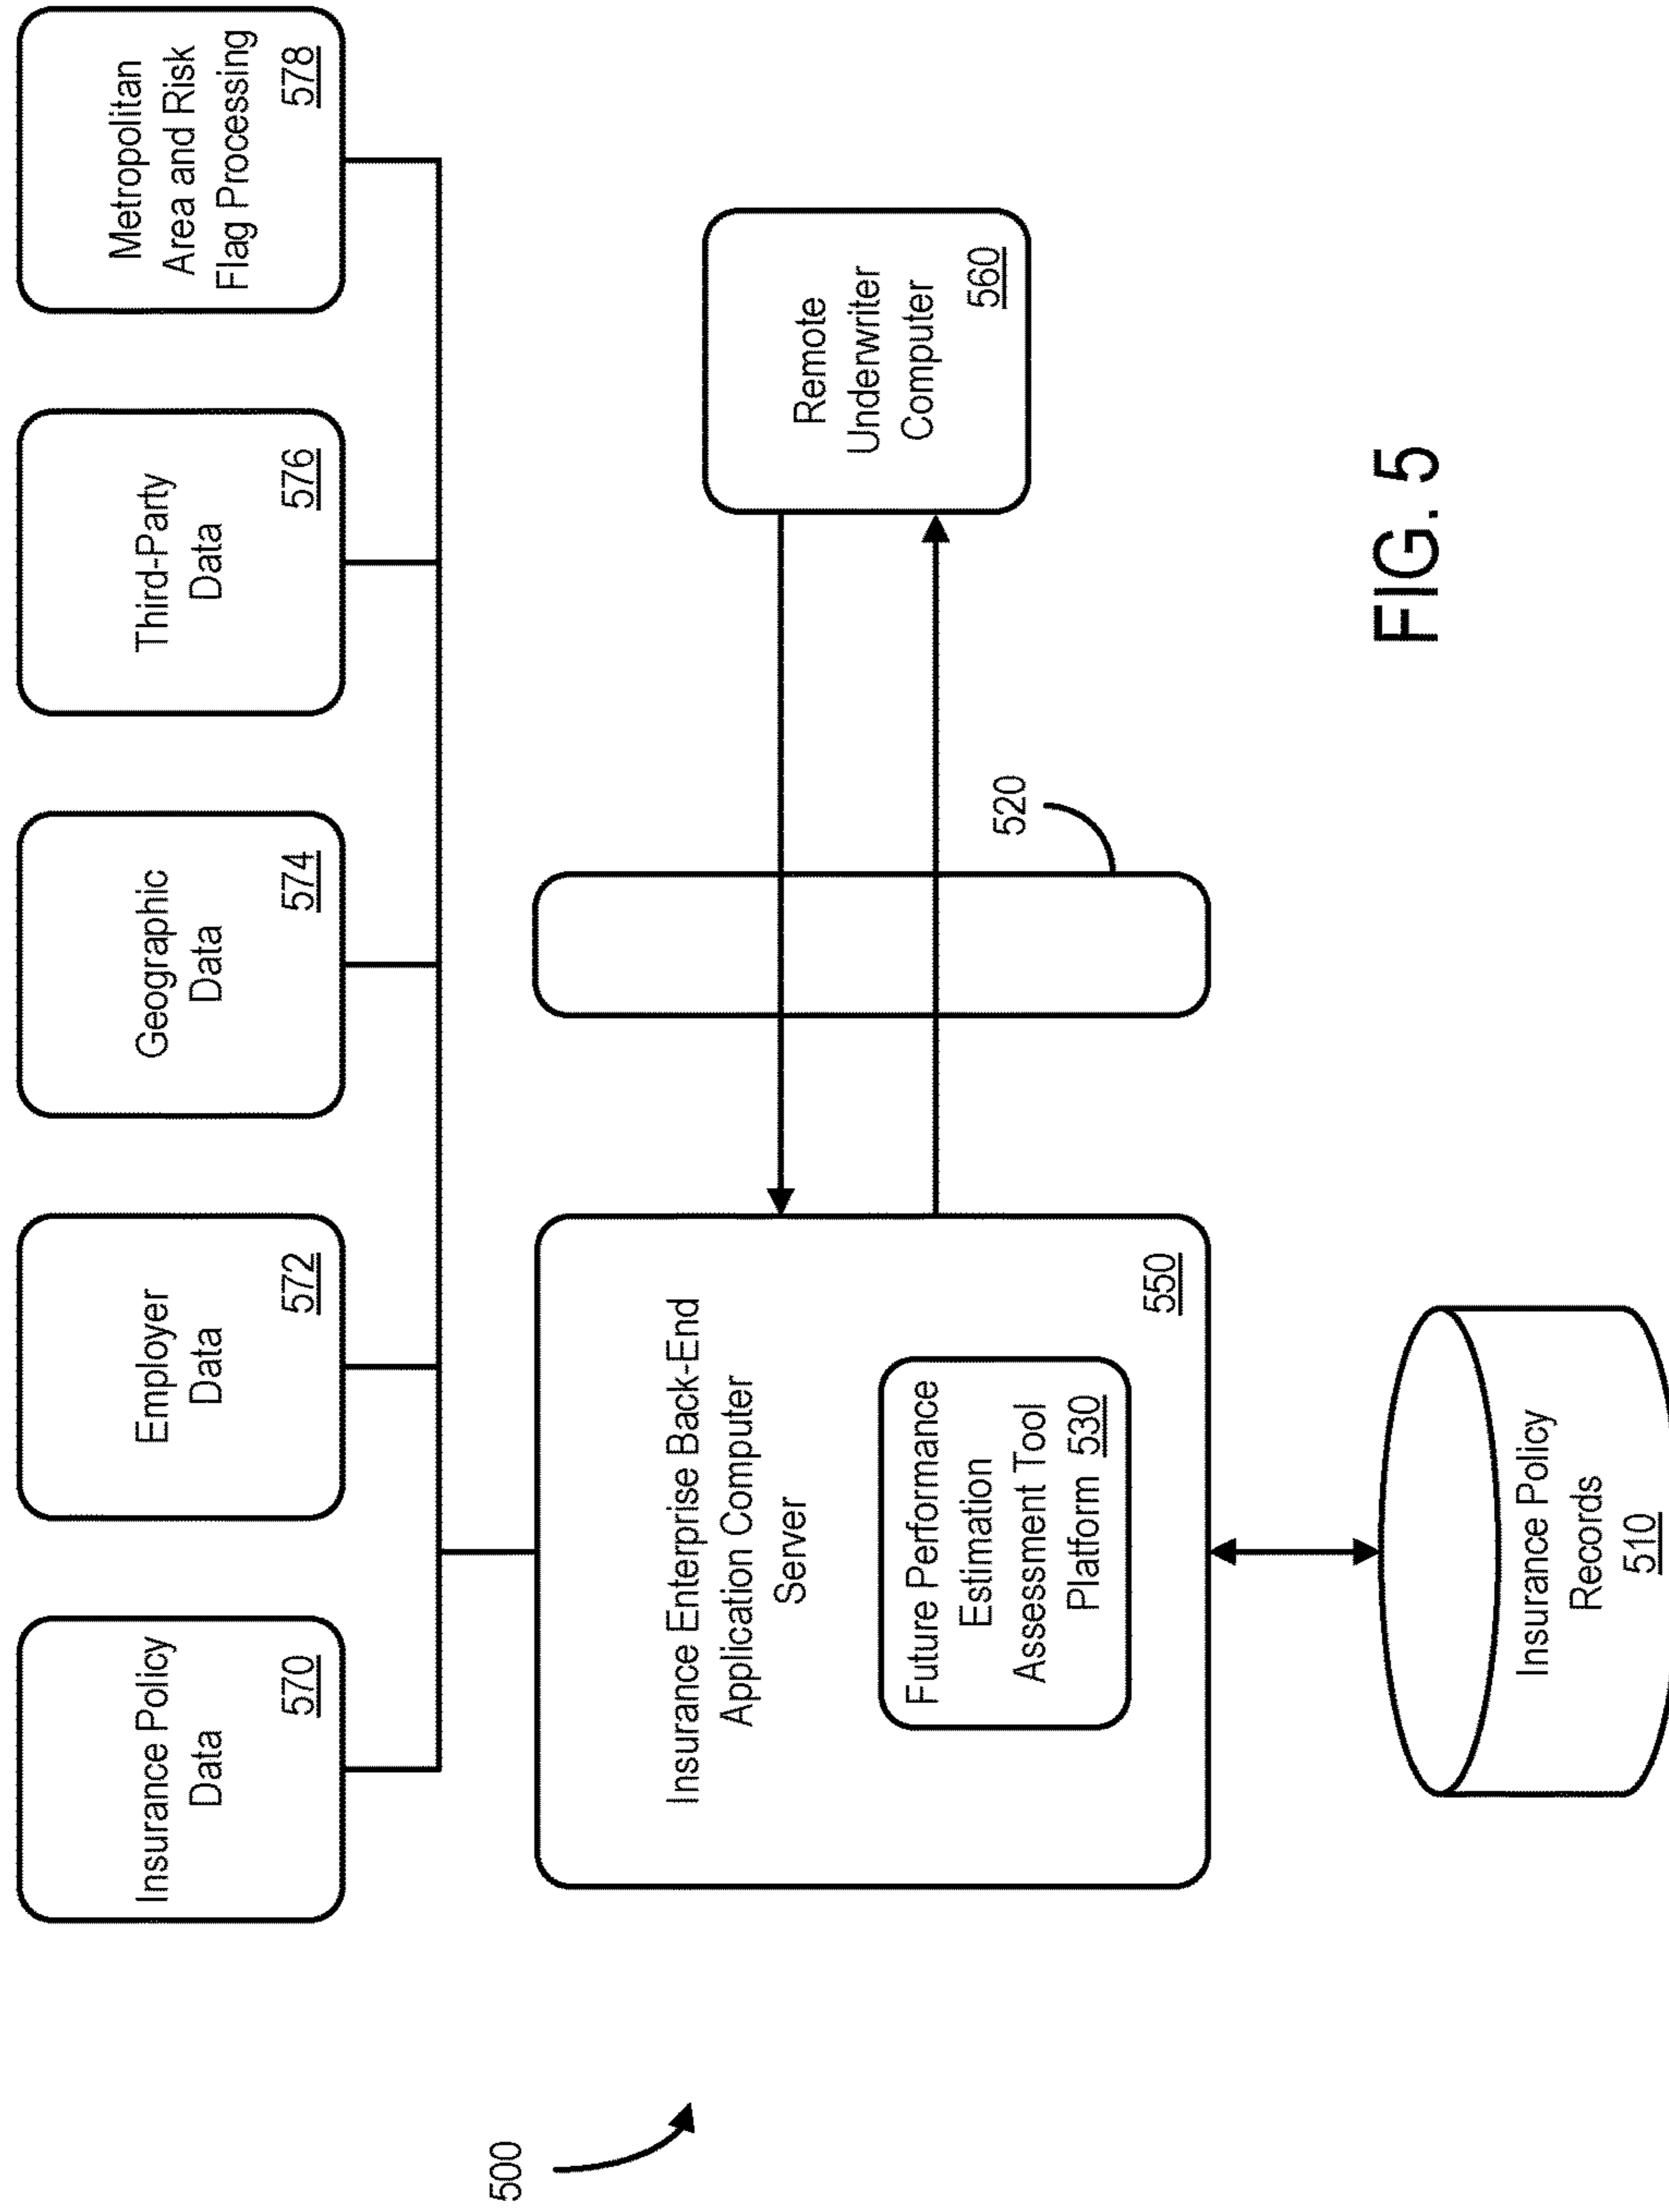 500
Insurance Policy
Data
570
Employer
Data
572
Geographic
Data
574
Third-Party
Data
576
Metropolitan
Area and Risk
Flag Processing
578
Insurance Enterprise Back-End
Application Computer
Server
550
Future Performance
Estimation
Assessment Tool
Platform 530
520
Remote
Underwriter
Computer
560
Insurance Policy
Records
510
FIG. 5